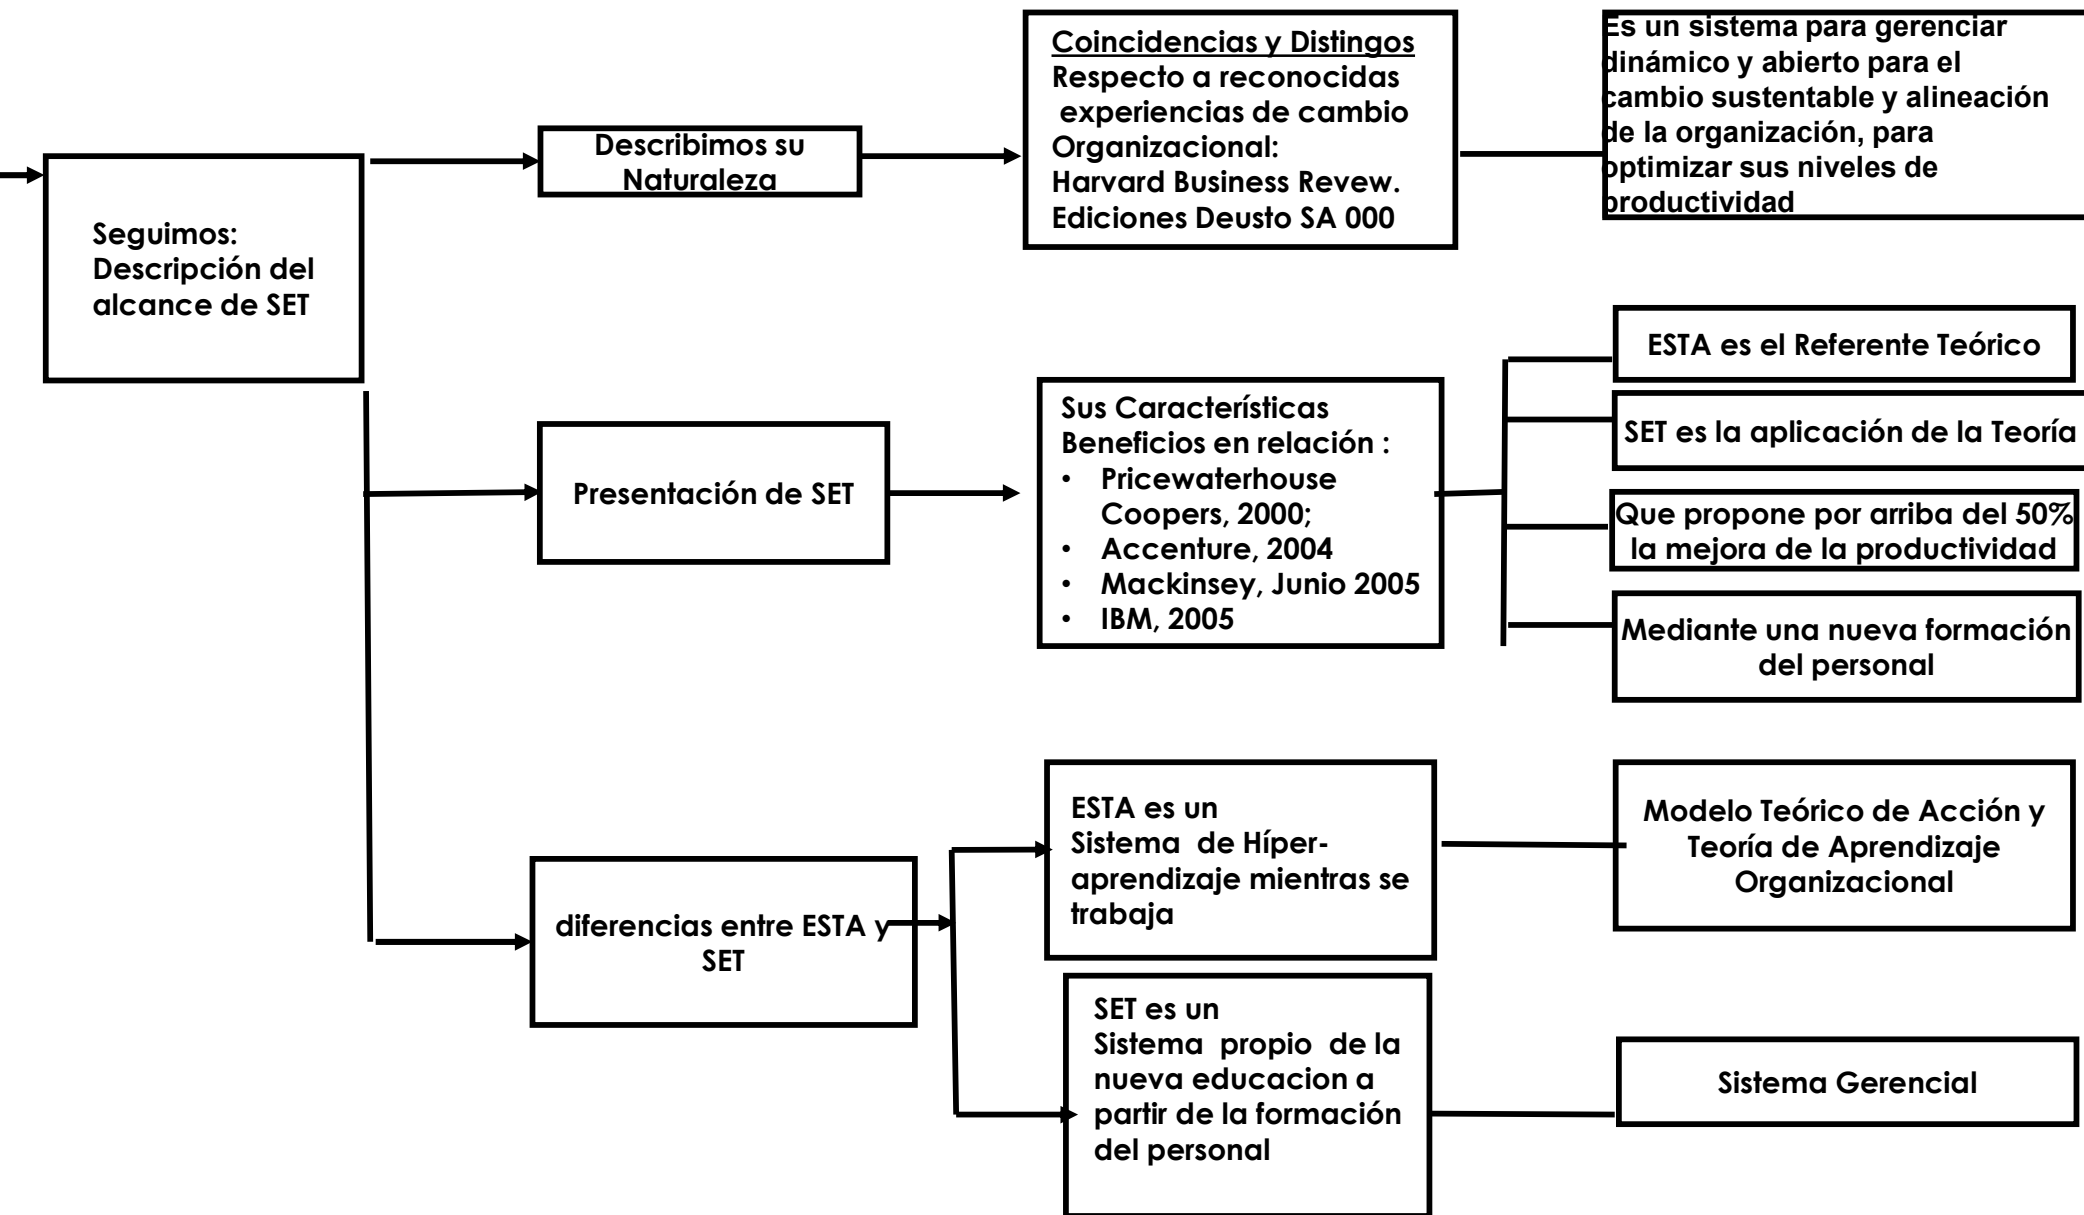 Seguimos:
Descripción del
alcance de SET
Describimos su
Naturaleza
Coincidencias y Distingos
Respecto a reconocidas
experiencias de cambio
Organizacional:
Harvard Business Revew.
Ediciones Deusto SA 000
Es un sistema para gerenciar
dinámico y abierto para el
cambio sustentable y alineación
de la organización, para
optimizar sus niveles de
productividad
Presentación de SET
Sus Características
Beneficios en relación :
• Pricewaterhouse
Coopers, 2000;
• Accenture, 2004
• Mackinsey, Junio 2005
• IBM, 2005
ESTA es el Referente Teórico
SET es la aplicación de la Teoría
Que propone por arriba del 50%
la mejora de la productividad
Mediante una nueva formación
del personal
diferencias entre ESTA y
SET
ESTA es un
Sistema de Híper-
aprendizaje mientras se
trabaja
Modelo Teórico de Acción y
Teoría de Aprendizaje
Organizacional
SET es un
Sistema propio de la
nueva educacion a
partir de la formación
del personal
Sistema Gerencial